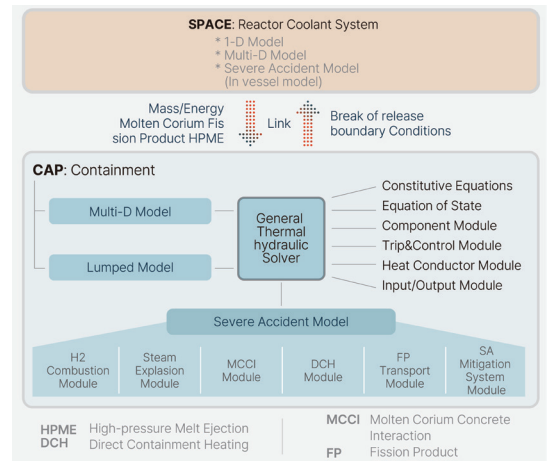 SPACE: Reactor Coolant System
* 1-D Model
* Multi-D Model
* Severe Accident Model
(In vessel model)
Mass/Energy
Molten Corium Fis
sion Product HPME
Link
Break of release
boundary Conditions
CAP: Containment
Multi-D Model
Lumped Model
General
Thermal
hydraulic
Solver
Constitutive Equations
Equation of State
Component Module
Trip&Control Module
Heat Conductor Module
Input/Output Module
Severe Accident Model
H2
Combustion
Module
Steam
Explasion
Module
MCCI
Module
DCH
Module
FP
Transport
Module
SA
Mitigation
System
Module
HPME High-pressure Melt Ejection
DCH Direct Containment Heating
MCCI Molten Corium Concrete
Interaction
FP Fission Product